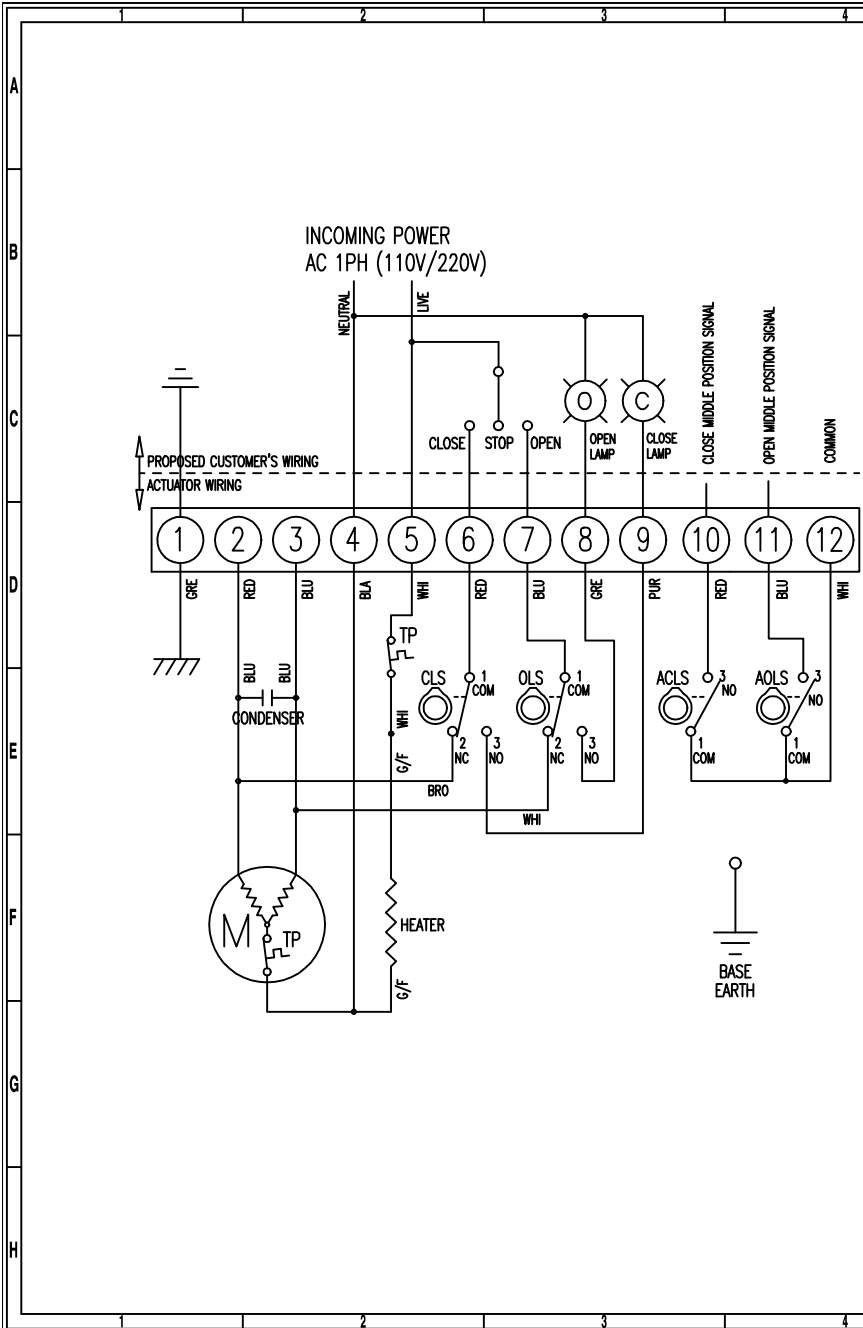 1 2 3 4
A
B
C
D
E
F
G
H
INCOMING POWER
AC 1PH (110V/220V)
NEUTRAL
LIVE
CLOSE STOP OPEN
O
OPEN
LAMP
C
CLOSE
LAMP
CLOSE MIDDLE POSITION SIGNAL
OPEN MIDDLE POSITION SIGNAL
COMMON
PROPOSED CUSTOMER'S WIRING
ACTUATOR WIRING
1 2 3 4 5 6 7 8 9 10 11 12
GRE RED BLU BLA WHI RED BLU GRE PUR RED BLU WHI
TP
BLU BLU
CONDENSER
WHI
G/F
CLS
1
COM
2
NC
3
NO
OLS
1
COM
2
NC
3
NO
ACLS
3
NO
1
COM
AOLS
3
NO
1
COM
BRO
WHI
M
TP
HEATER
G/F
BASE
EARTH
1 2 3 4